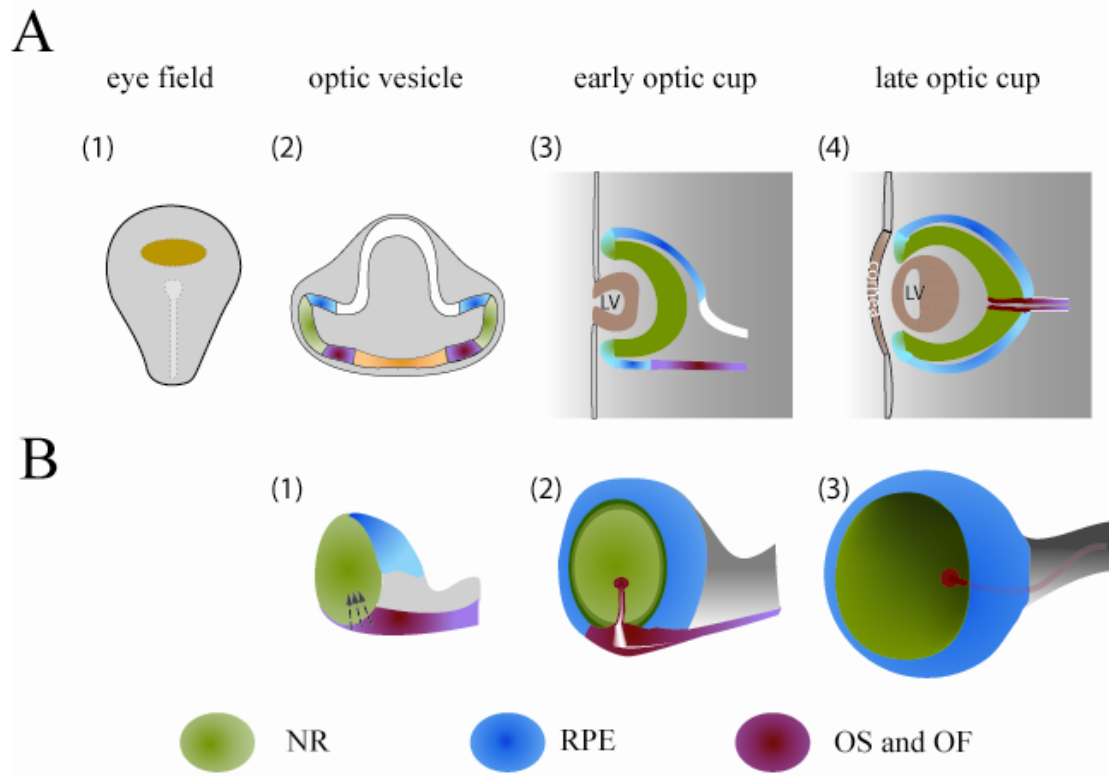 A
eye field
optic vesicle
early optic cup
late optic cup
(1)
(2)
(3)
(4)
LV
cornea
LV
B
(1)
(2)
(3)
NR
RPE
OS and OF